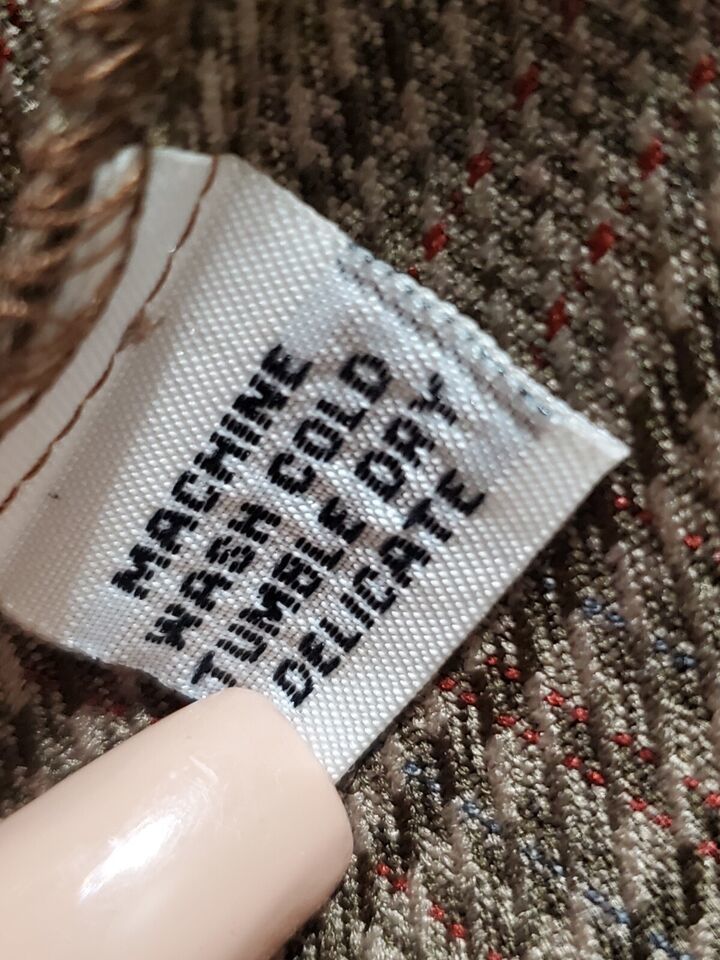 MACHINE
WASH COLD
TUMBLE DRY
DELICATE